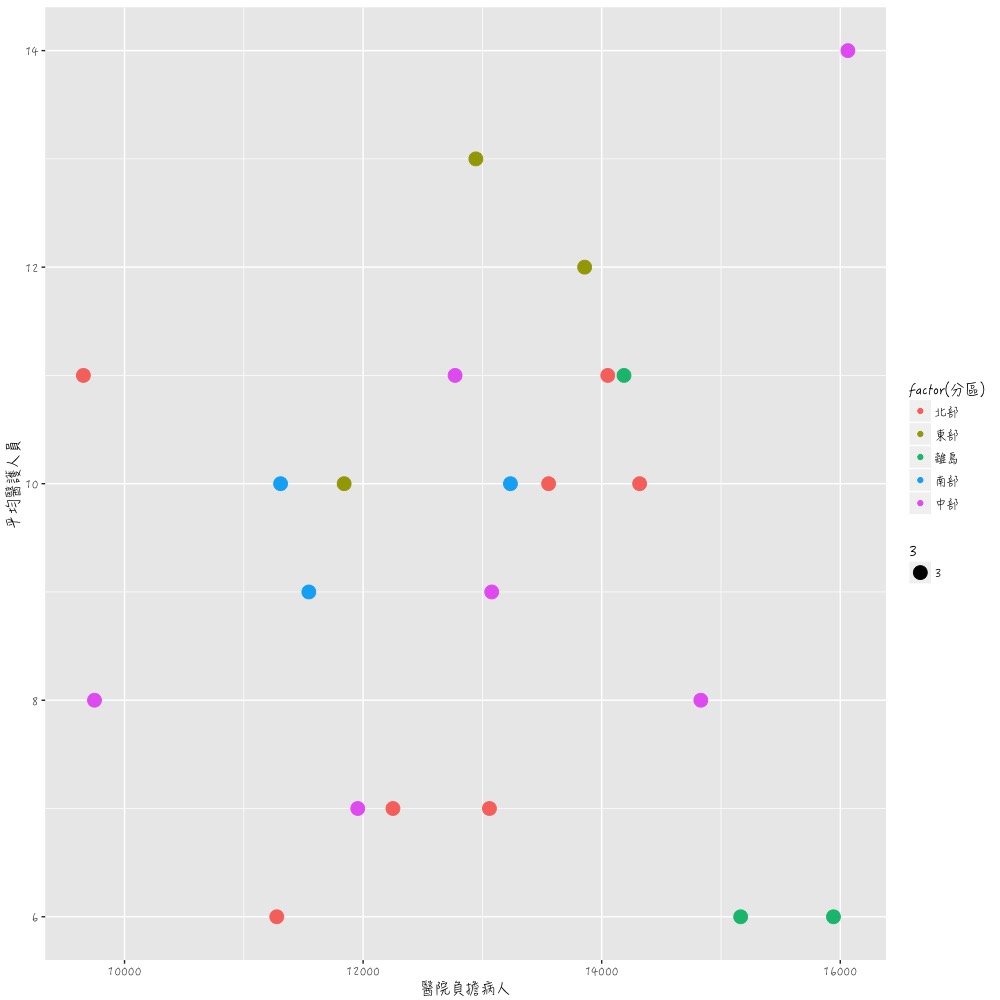 14
12
10
8
6
平均醫護人員
10000
12000
14000
16000
醫院負擔病人
factor(分區)
北部
東部
離島
南部
中部
3
3